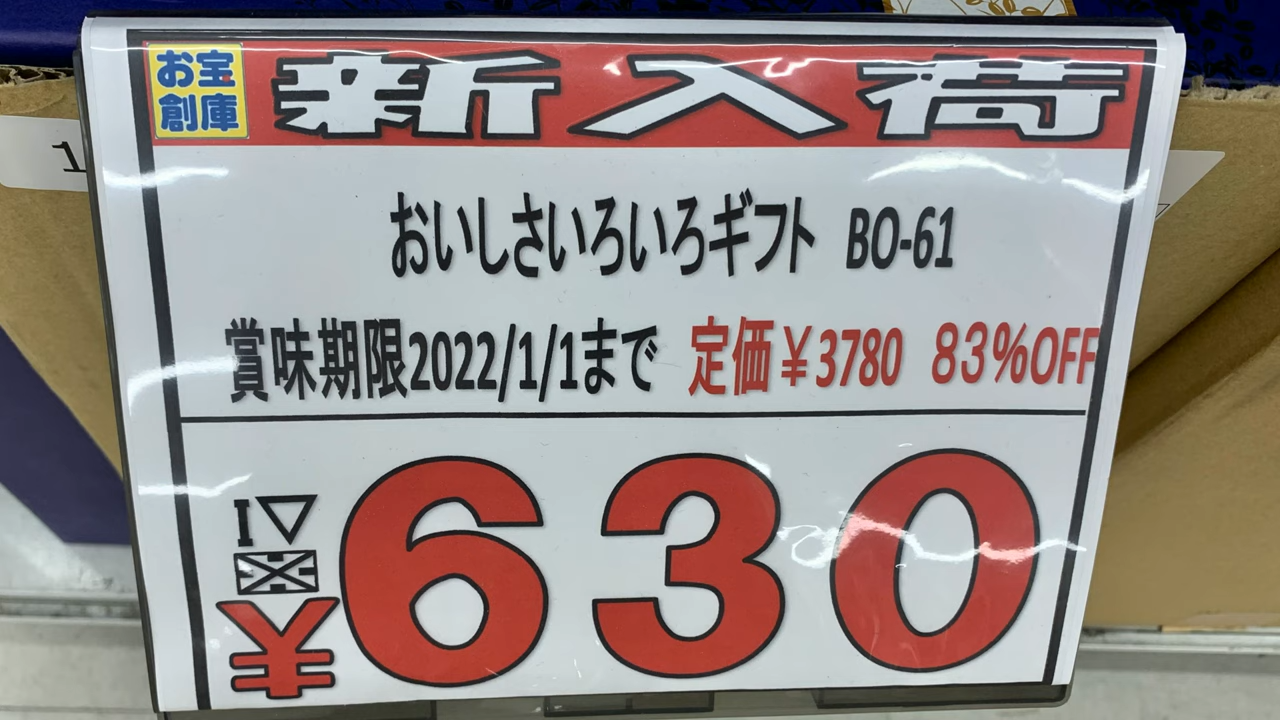 お宝
創庫
新入荷
おいしさいろいろギフト BO-61
賞味期限2022/1/1まで 定価￥3780 83%OFF
￥630
1